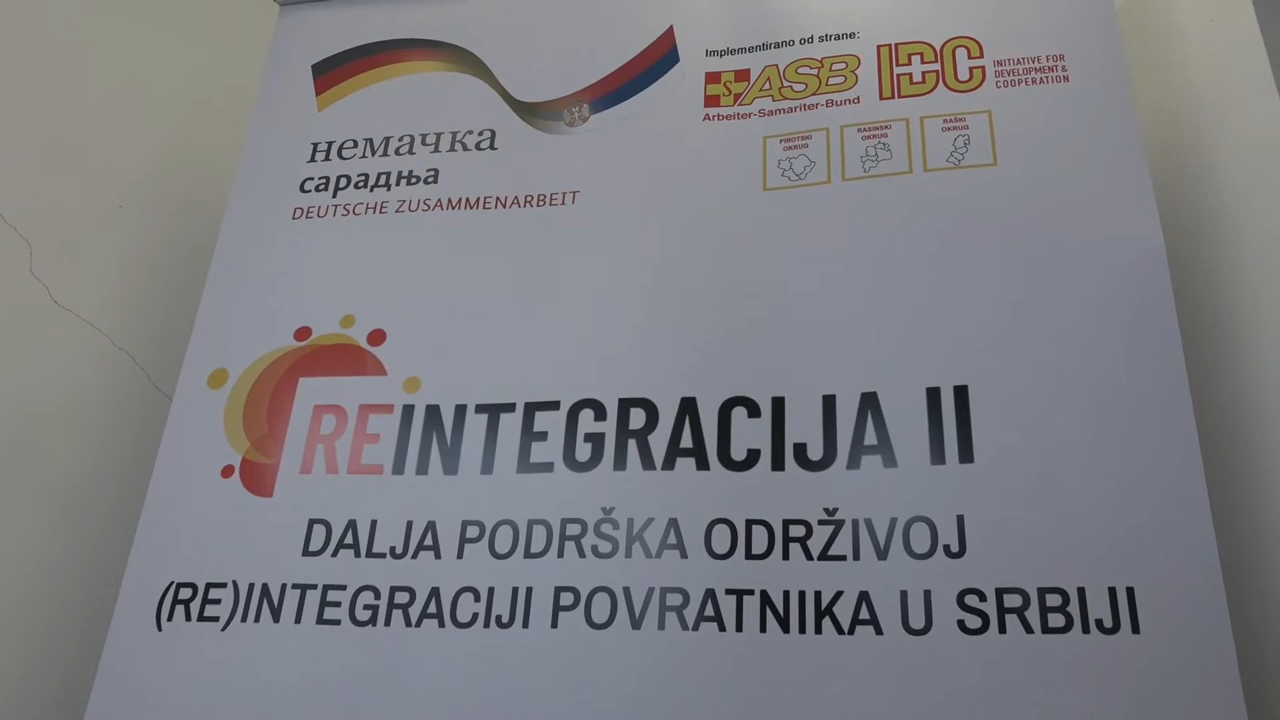 немачка
сарадња
DEUTSCHE ZUSAMMENARBEIT
Implementirano od strane:
S ASB
Arbeiter-Samariter-Bund
IDC
INITIATIVE FOR
DEVELOPMENT &
COOPERATION
PIROTSKI
OKRUG
RASINSKI
OKRUG
RAŠKI
OKRUG
REINTEGRACIJA II
DALJA PODRŠKA ODRŽIVOJ
(RE)INTEGRACIJI POVRATNIKA U SRBIJI